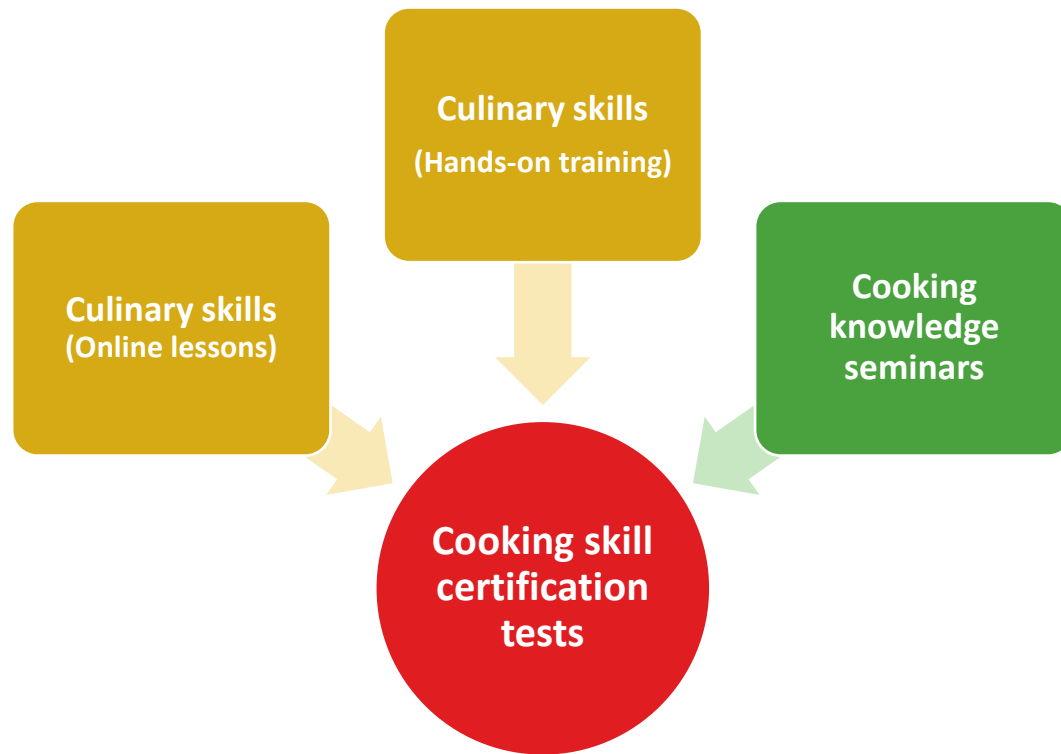 Culinary skills
(Hands-on training)
Culinary skills
(Online lessons)
Cooking
knowledge
seminars
Cooking skill
certification
tests